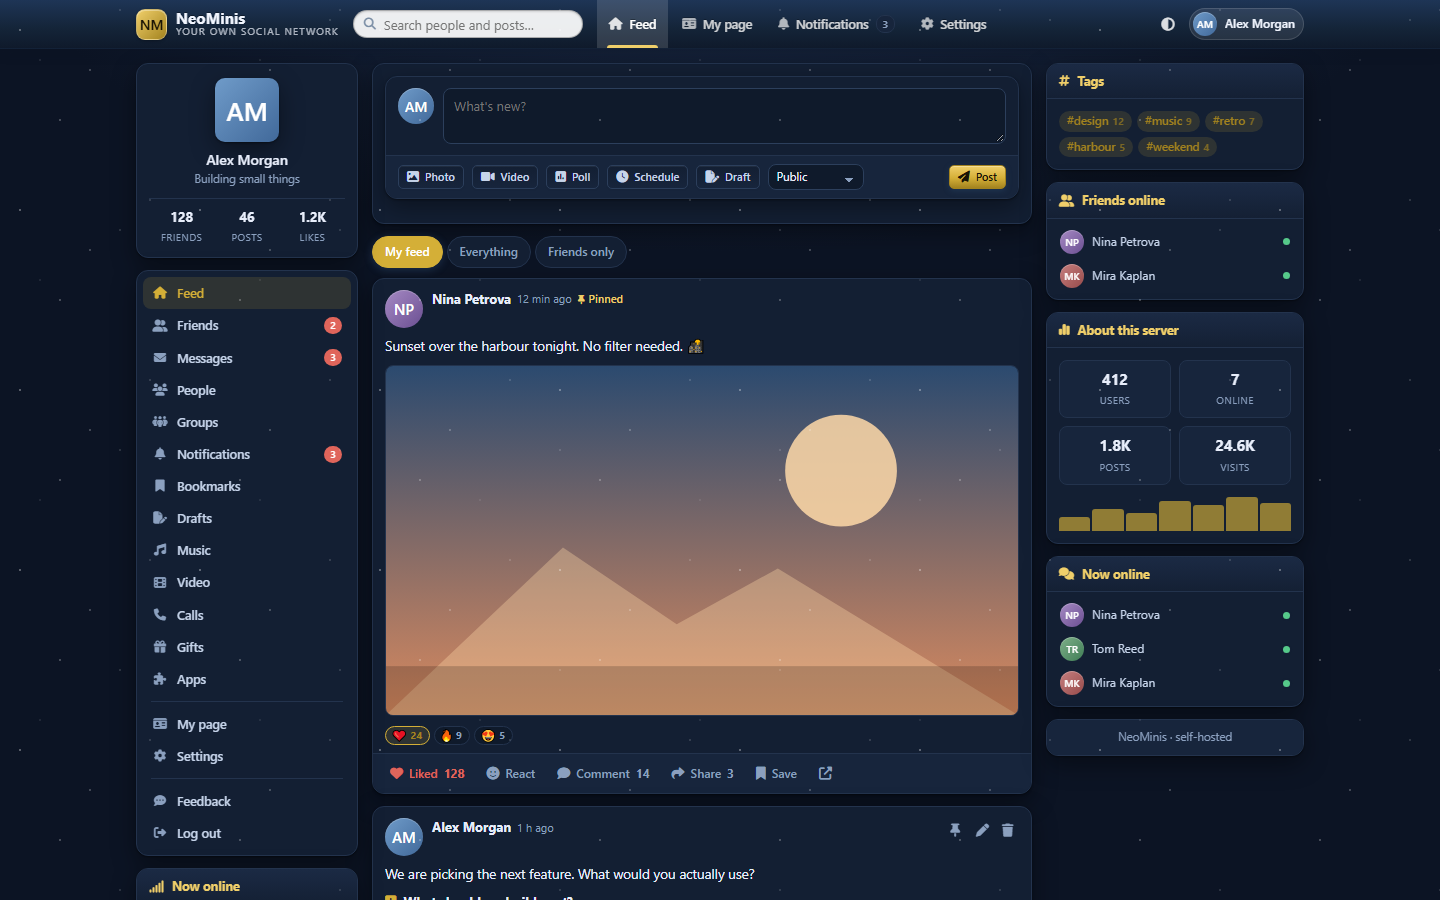 NM
NeoMinis
YOUR OWN SOCIAL NETWORK
Search people and posts...
Feed
My page
Notifications 3
Settings
AM Alex Morgan
AM
Alex Morgan
Building small things
128 46 1.2K
FRIENDS POSTS LIKES
Feed
Friends 2
Messages 3
People
Groups
Notifications 3
Bookmarks
Drafts
Music
Video
Calls
Gifts
Apps
My page
Settings
Feedback
Log out
Now online
AM What's new?
Photo Video Poll Schedule Draft Public Post
My feed Everything Friends only
NP Nina Petrova 12 min ago Pinned
Sunset over the harbour tonight. No filter needed.
24 9 5
Liked 128 React Comment 14 Share 3 Save
AM Alex Morgan 1 h ago
We are picking the next feature. What would you actually use?
Tags
#design 12 #music 9 #retro 7
#harbour 5 #weekend 4
Friends online
NP Nina Petrova
MK Mira Kaplan
About this server
412 7
USERS ONLINE
1.8K 24.6K
POSTS VISITS
Now online
NP Nina Petrova
TR Tom Reed
MK Mira Kaplan
NeoMinis · self-hosted